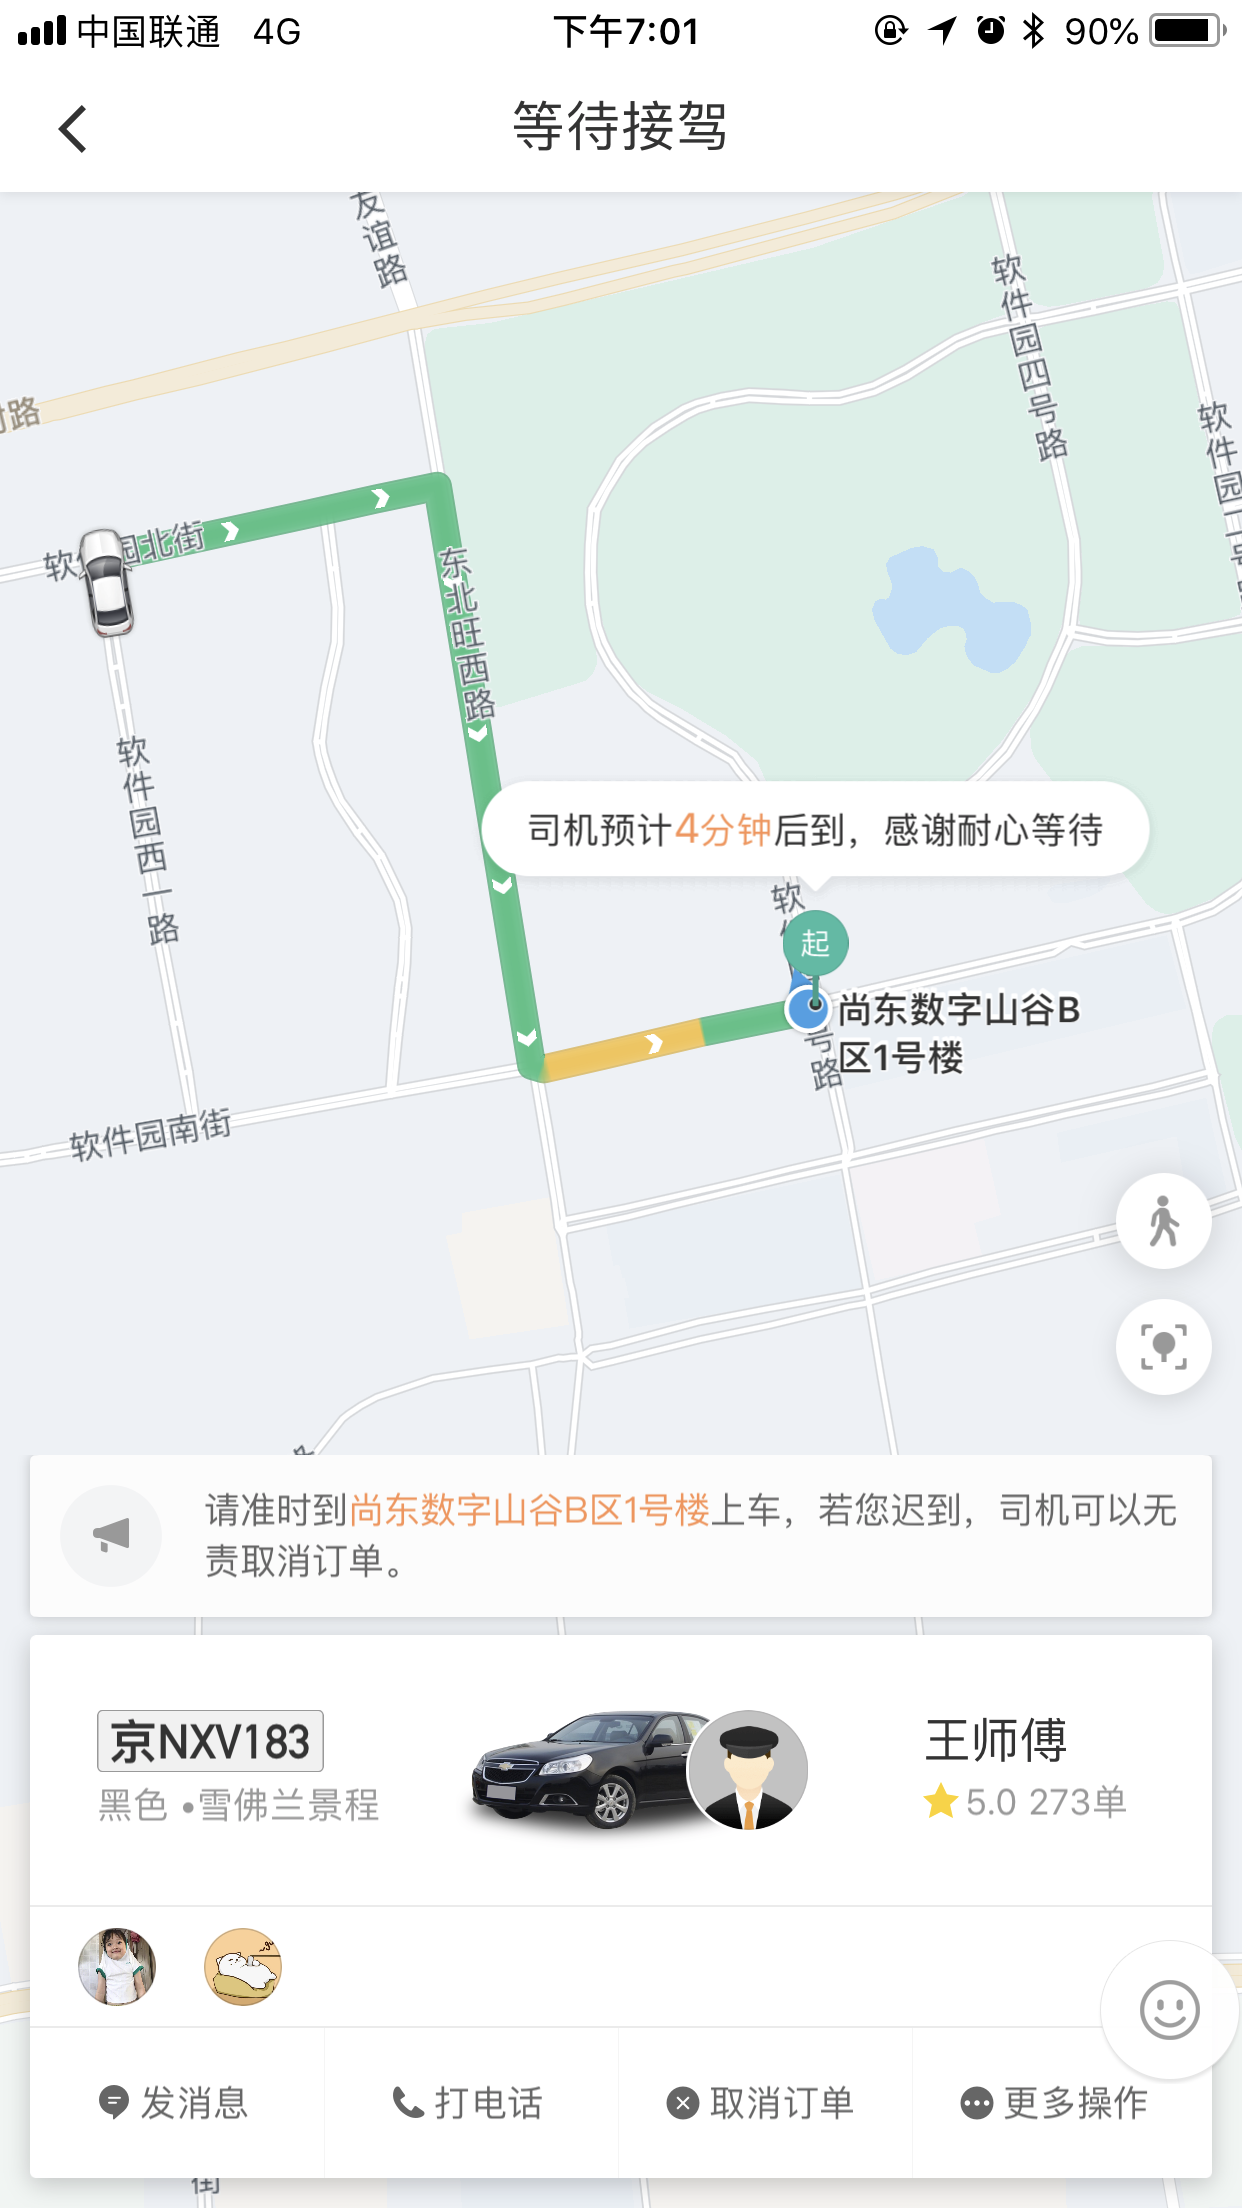 中国联通 4G 下午7:01 90%
等待接驾
友谊路
软件园四号路
村路
软件园二号路
软件园北街
东北旺西路
软件园西一路
司机预计4分钟后到，感谢耐心等待
软
起
尚东数字山谷B
区1号楼
号路
软件园南街
请准时到尚东数字山谷B区1号楼上车，若您迟到，司机可以无
责取消订单。
京NXV183
王师傅
黑色 •雪佛兰景程
5.0 273单
发消息 打电话 取消订单 更多操作
街